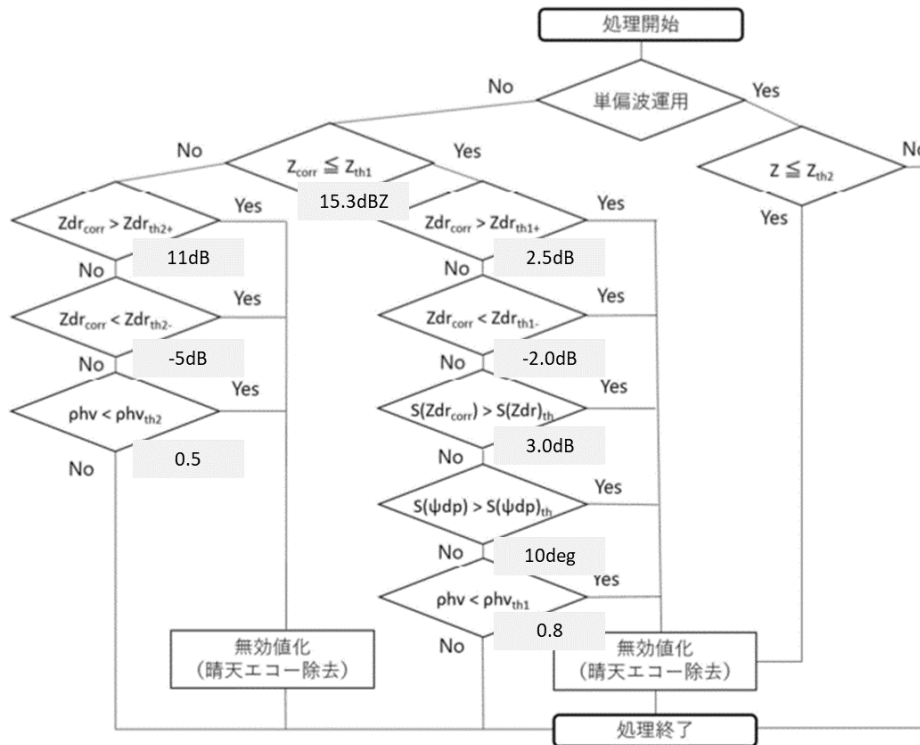 処理開始
単偏波運用
No
Yes
Z ≦ Zth2
No
Yes
Zcorr ≦ Zth1
15.3dBZ
No
Yes
Zdrcorr > Zdrth2+
11dB
Yes
No
Zdrcorr < Zdrth2-
-5dB
Yes
No
ρhv < ρhvth2
0.5
Yes
No
無効値化
（晴天エコー除去）
Zdrcorr > Zdrth1+
2.5dB
Yes
No
Zdrcorr < Zdrth1-
-2.0dB
Yes
No
S(Zdrcorr) > S(Zdr)th
3.0dB
Yes
No
S(ψdp) > S(ψdp)th
10deg
Yes
No
ρhv < ρhvth1
0.8
Yes
No
無効値化
（晴天エコー除去）
処理終了